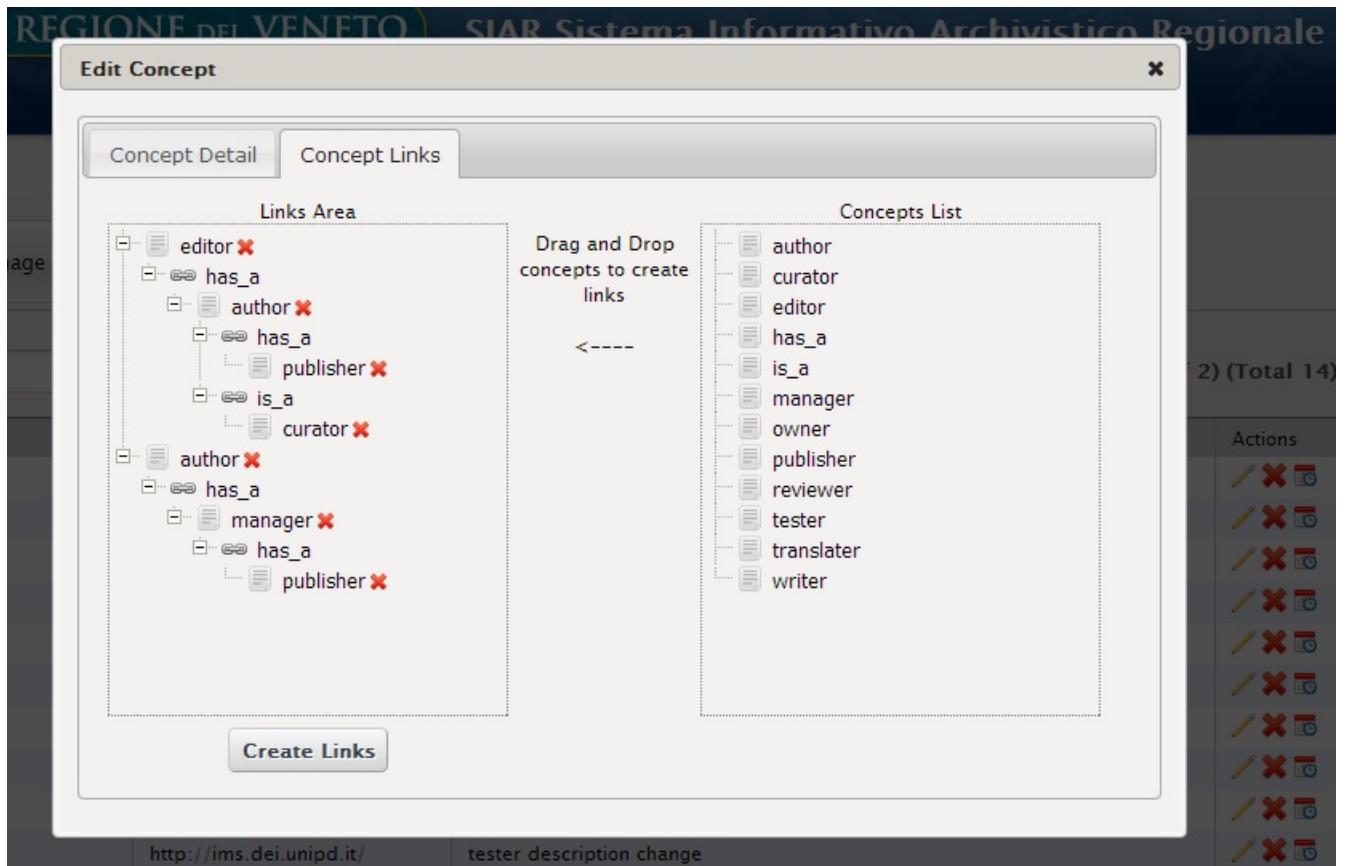 REGIONE DEL VENETO
SIAR Sistema Informativo Archivistico Regionale
Edit Concept
Concept Detail
Concept Links
Links Area
editor
has_a
author
has_a
publisher
is_a
curator
author
has_a
manager
has_a
publisher
Create Links
Drag and Drop
concepts to create
links
<----
Concepts List
author
curator
editor
has_a
is_a
manager
owner
publisher
reviewer
tester
translater
writer
2) (Total 14)
Actions
http://ims.dei.unipd.it/
tester description change